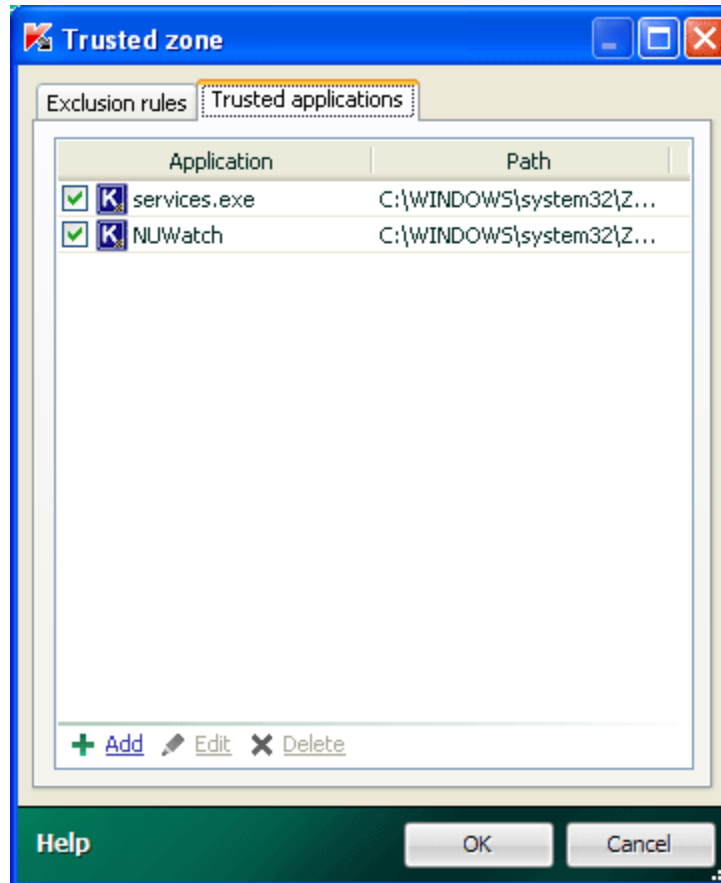 Trusted zone
Exclusion rules Trusted applications
Application Path
services.exe C:\WINDOWS\system32\Z...
NUWatch C:\WINDOWS\system32\Z...
Add Edit Delete
Help OK Cancel